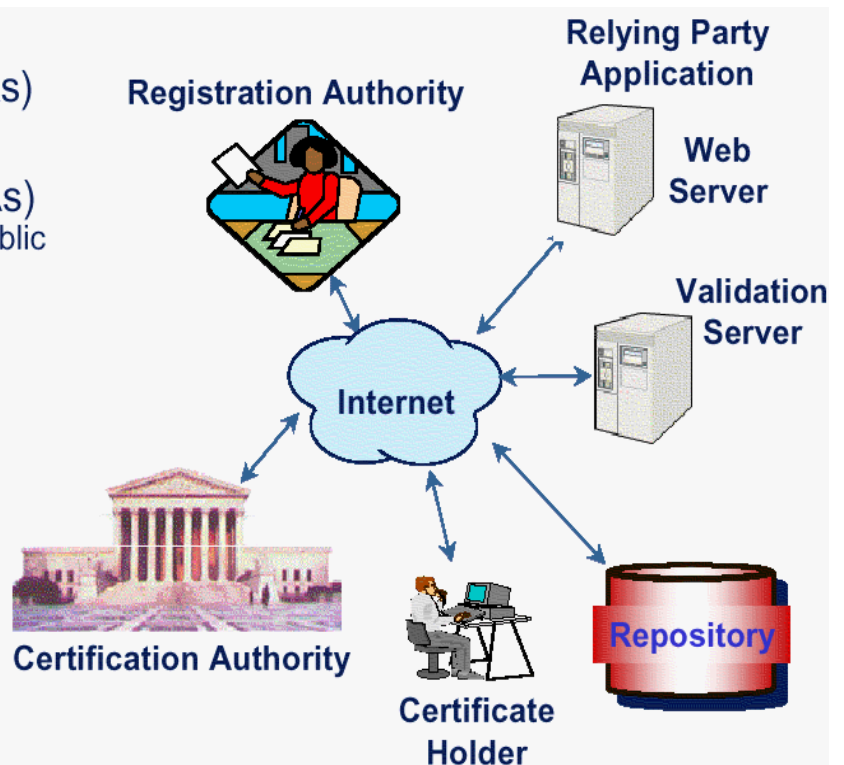 s)
s)
blic
Registration Authority
Relying Party
Application
Web
Server
Validation
Server
Internet
Certification Authority
Certificate
Holder
Repository